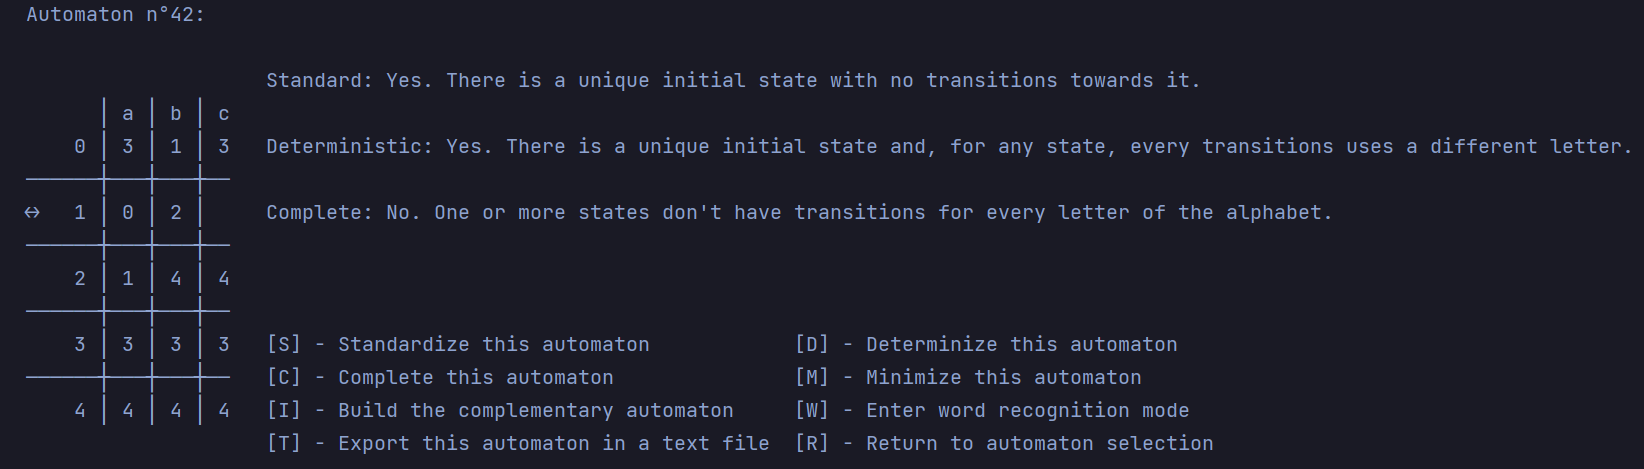 Automaton n°42:
Standard: Yes. There is a unique initial state with no transitions towards it.
│ a │ b │ c
0 │ 3 │ 1 │ 3 Deterministic: Yes. There is a unique initial state and, for any state, every transitions uses a different letter.
↔ 1 │ 0 │ 2 │ Complete: No. One or more states don't have transitions for every letter of the alphabet.
2 │ 1 │ 4 │ 4
3 │ 3 │ 3 │ 3 [S] - Standardize this automaton [D] - Determinize this automaton
[C] - Complete this automaton [M] - Minimize this automaton
4 │ 4 │ 4 │ 4 [I] - Build the complementary automaton [W] - Enter word recognition mode
[T] - Export this automaton in a text file [R] - Return to automaton selection